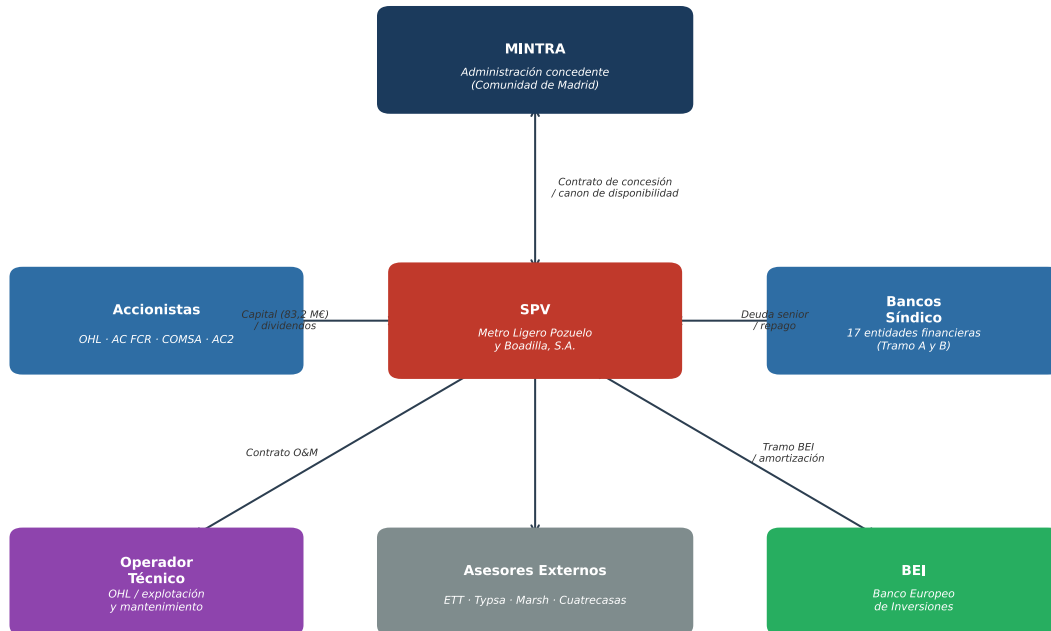 MINTRA
Administración concedente
(Comunidad de Madrid)
Contrato de concesión
/ canon de disponibilidad
Accionistas
OHL · AC FCR · COMSA · AC2
Capital (83,2 M€)
/ dividendos
SPV
Metro Ligero Pozuelo
y Boadilla, S.A.
Deuda senior
/ repago
Bancos
Síndico
17 entidades financieras
(Tramo A y B)
Contrato O&M
Tramo BEI
/ amortización
Operador
Técnico
OHL / explotación
y mantenimiento
Asesores Externos
ETT · Typsa · Marsh · Cuatrecasas
BEI
Banco Europeo
de Inversiones